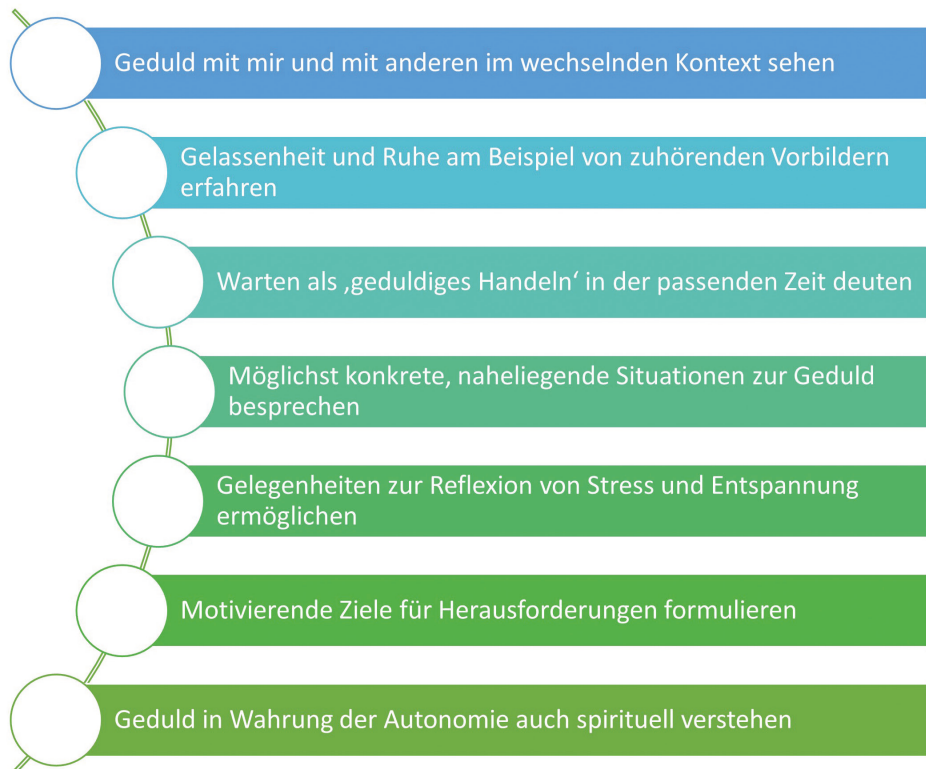 Geduld mit mir und mit anderen im wechselnden Kontext sehen
Gelassenheit und Ruhe am Beispiel von zuhörenden Vorbildern
erfahren
Warten als ‚geduldiges Handeln‘ in der passenden Zeit deuten
Möglichst konkrete, naheliegende Situationen zur Geduld
besprechen
Gelegenheiten zur Reflexion von Stress und Entspannung
ermöglichen
Motivierende Ziele für Herausforderungen formulieren
Geduld in Wahrung der Autonomie auch spirituell verstehen